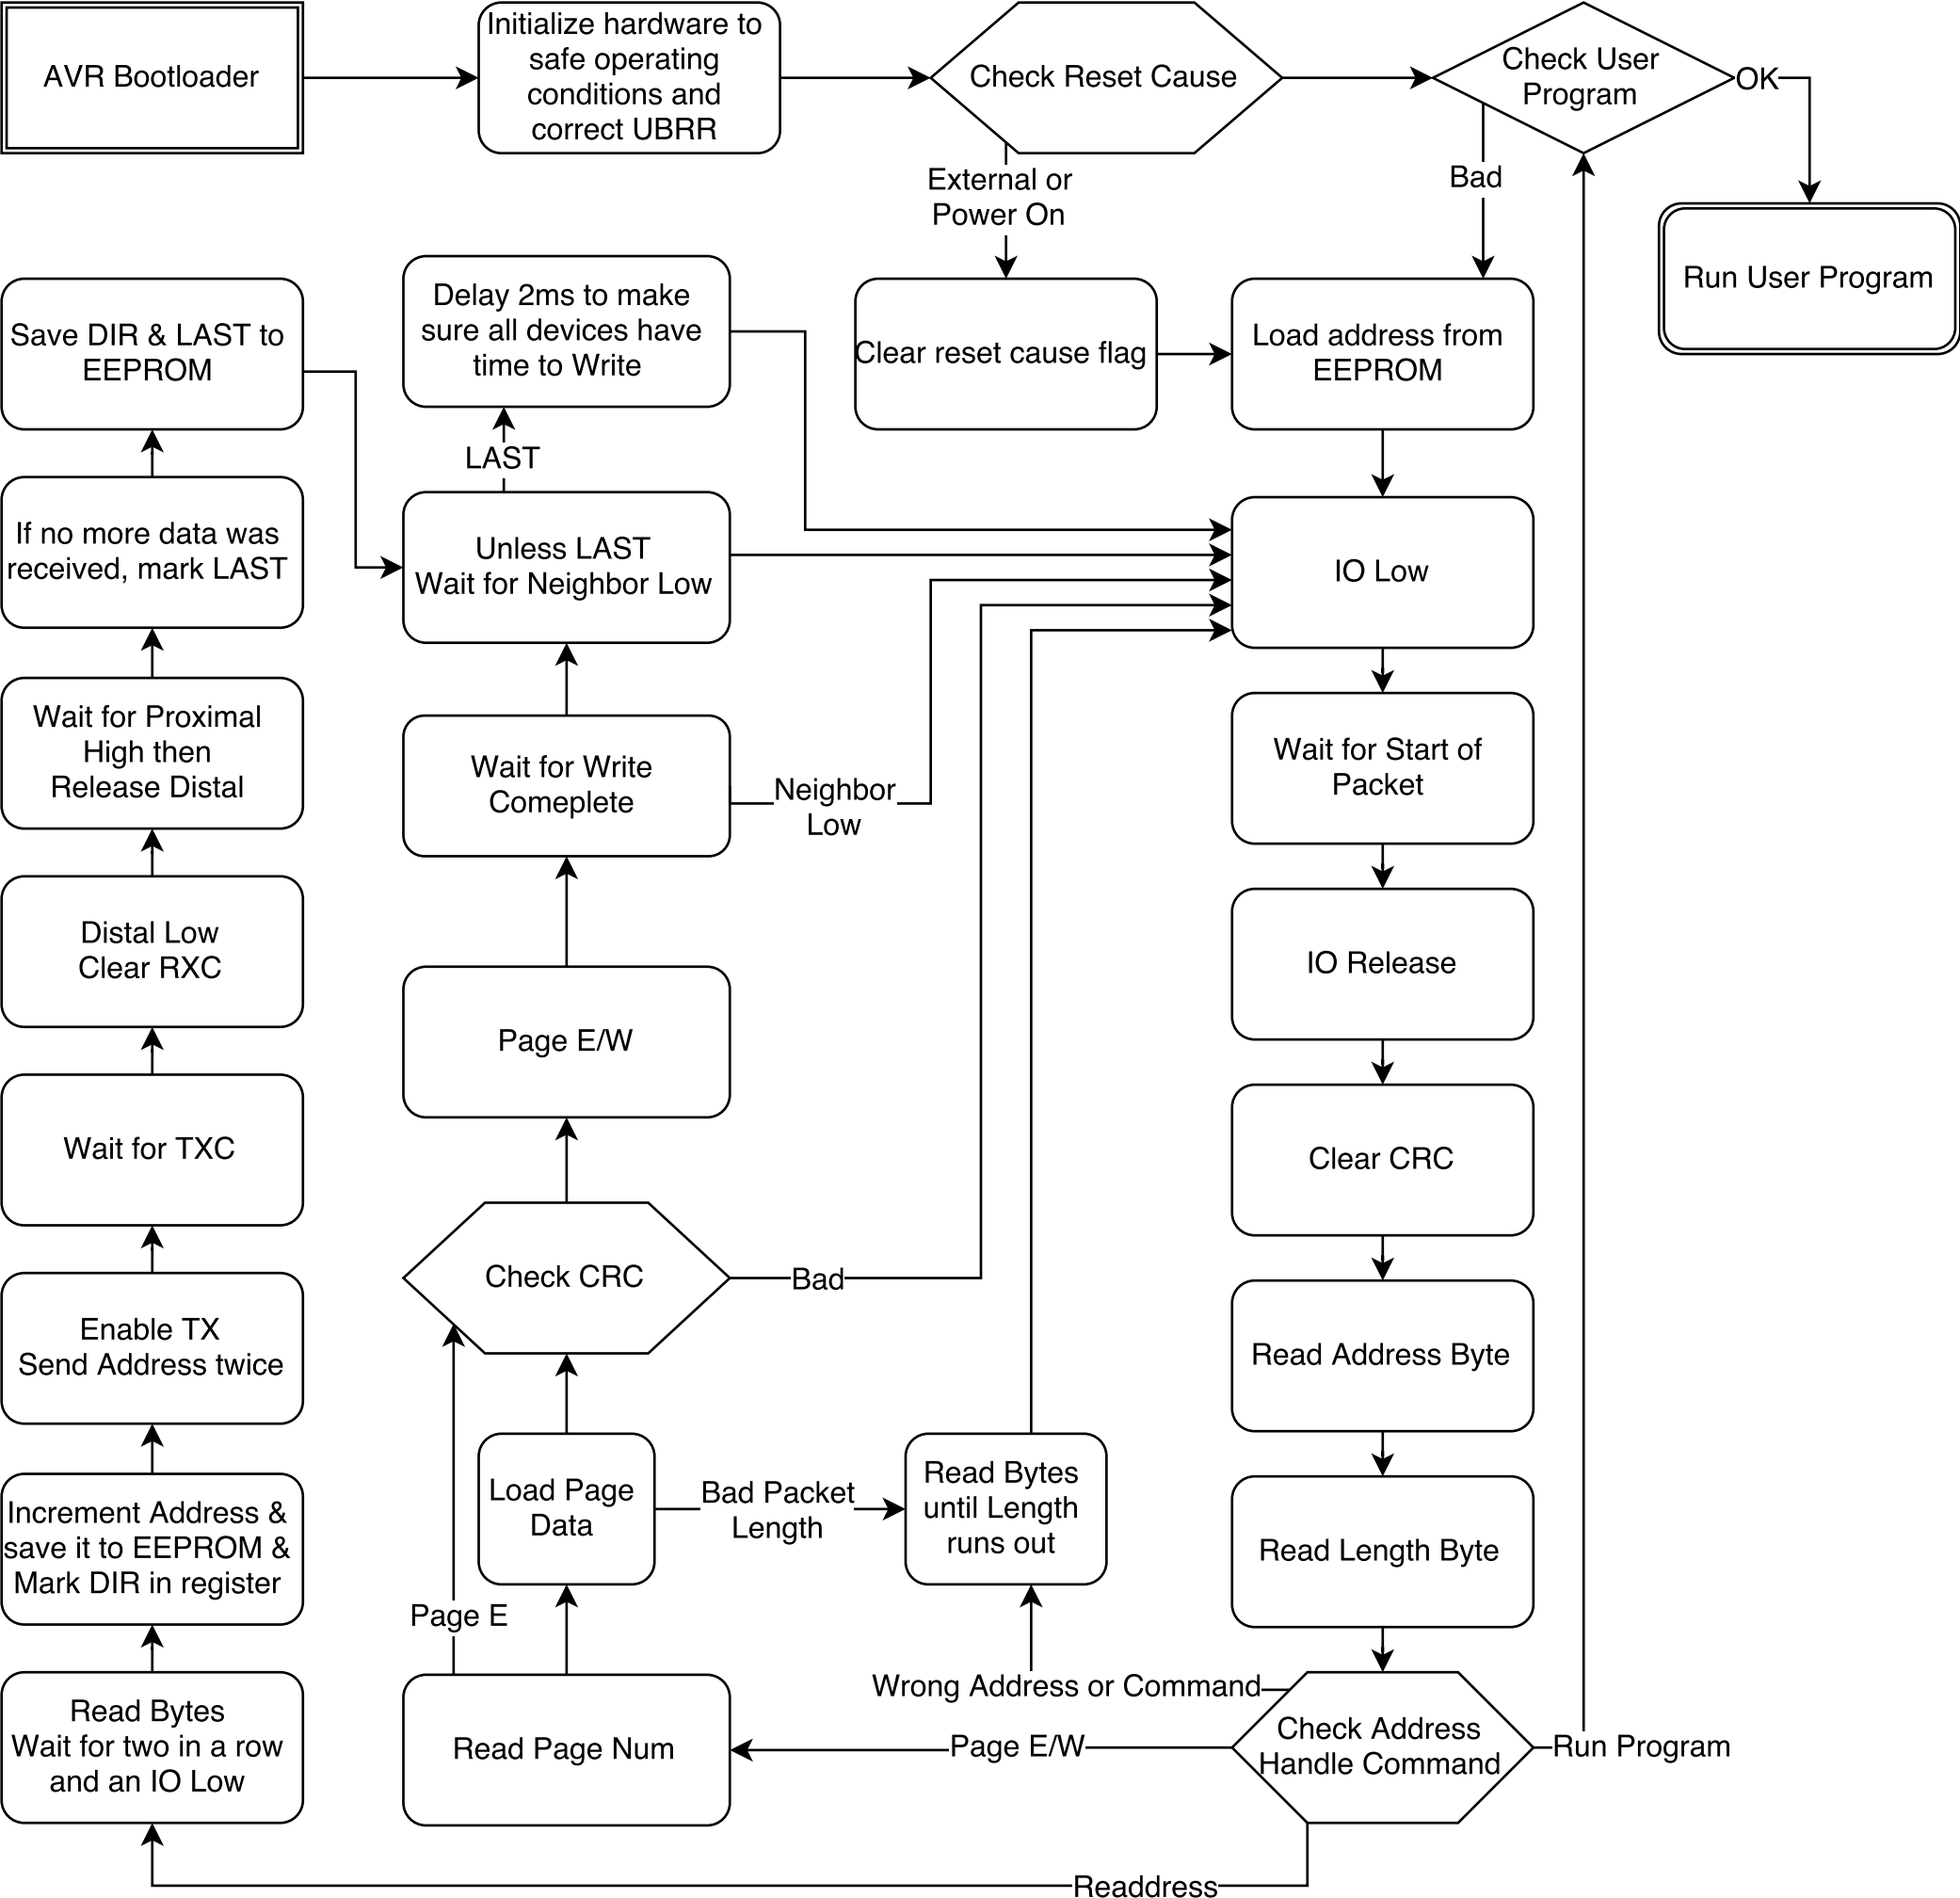 AVR Bootloader
Initialize hardware to
safe operating
conditions and
correct UBRR
Check Reset Cause
Check User
Program
OK
External or
Power On
Bad
Run User Program
Save DIR & LAST to
EEPROM
Delay 2ms to make
sure all devices have
time to Write
Clear reset cause flag
Load address from
EEPROM
LAST
If no more data was
received, mark LAST
Unless LAST
Wait for Neighbor Low
IO Low
Wait for Proximal
High then
Release Distal
Wait for Write
Comeplete
Neighbor
Low
Wait for Start of
Packet
Distal Low
Clear RXC
Page E/W
IO Release
Wait for TXC
Clear CRC
Enable TX
Send Address twice
Check CRC
Bad
Read Address Byte
Increment Address &
save it to EEPROM &
Mark DIR in register
Load Page
Data
Bad Packet
Length
Read Bytes
until Length
runs out
Read Length Byte
Page E
Wrong Address or Command
Read Bytes
Wait for two in a row
and an IO Low
Read Page Num
Page E/W
Check Address
Handle Command
Run Program
Readdress